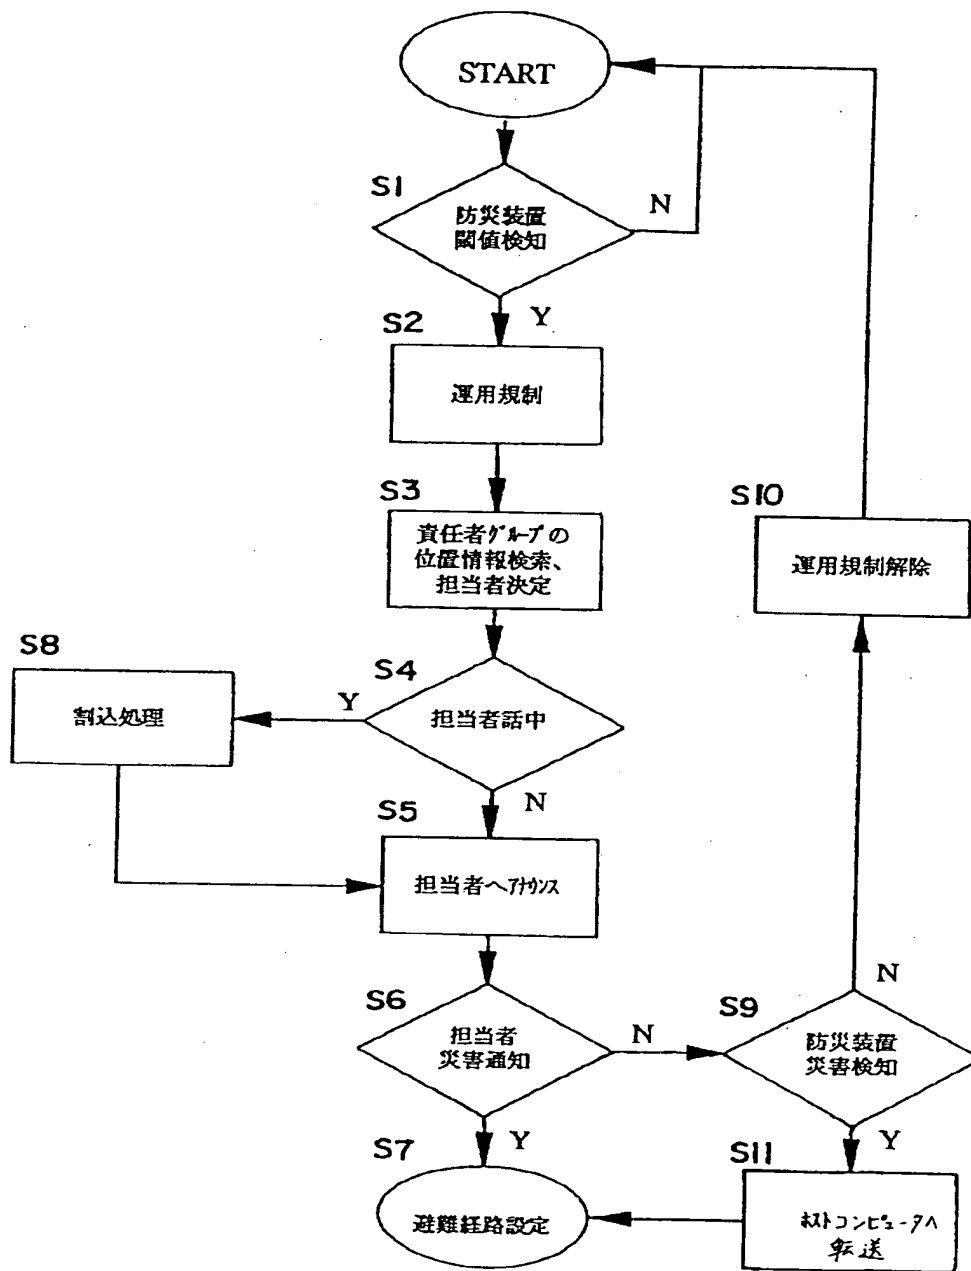 START
S1
防災装置
閾値検知
N
Y
S2
運用規制
S3
責任者グループの
位置情報検索、
担当者決定
S10
運用規制解除
S8
割込処理
S4
Y
担当者話中
N
S5
担当者へアナウンス
S6
担当者
災害通知
N
S9
N
防災装置
災害検知
Y
Y
S7
避難経路設定
S11
ホストコンピュータへ
転送